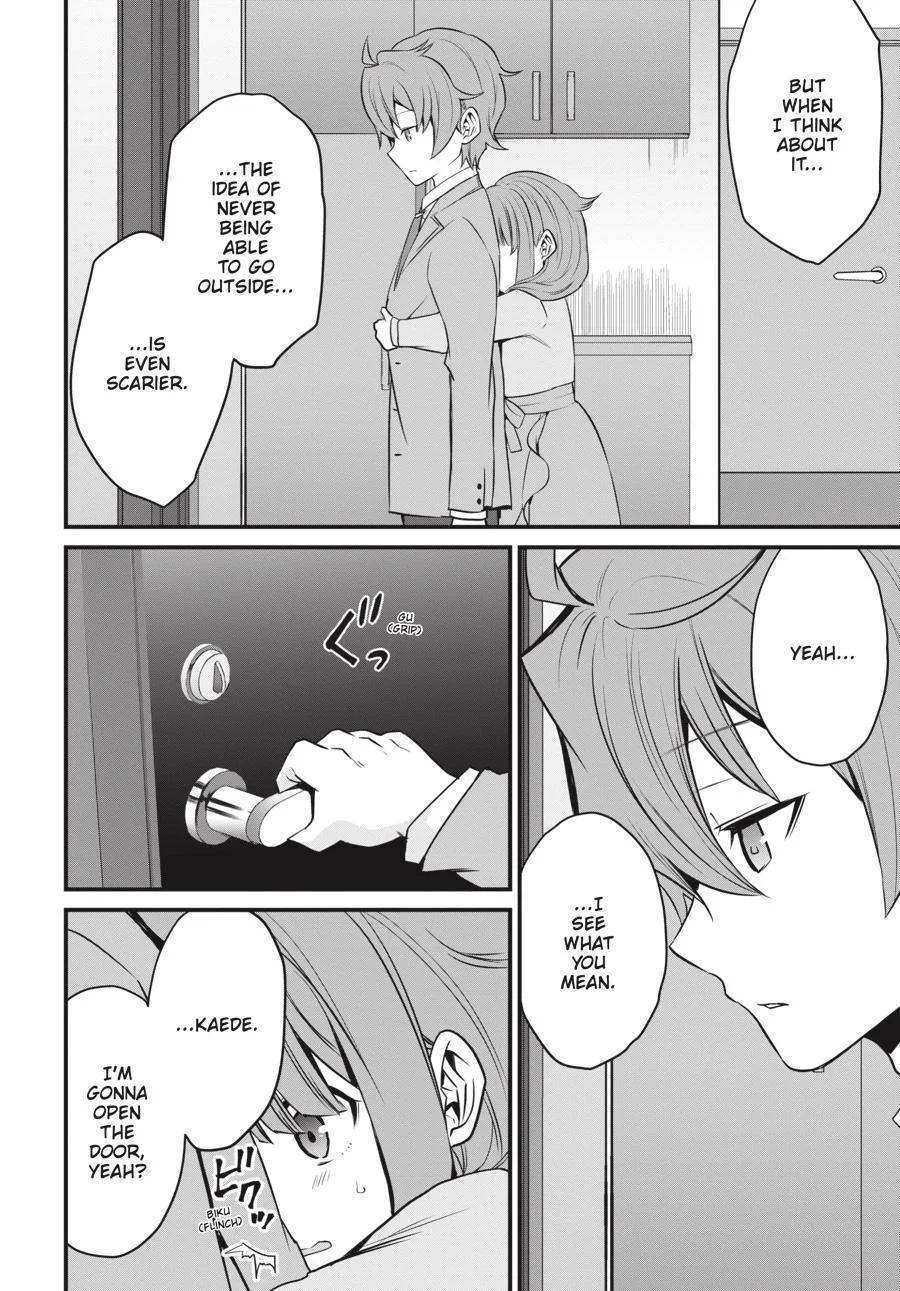 BUT
WHEN
I THINK
ABOUT
IT...
...THE
IDEA OF
NEVER
BEING
ABLE
TO GO
OUTSIDE...
...IS
EVEN
SCARIER.
YEAH...
...I
SEE
WHAT
YOU
MEAN.
ぐっ
GU
(GRIP)
...KAEDE.
I'M
GONNA
OPEN
THE
DOOR,
YEAH?
ビクッ
BIKU
(FLINCH)